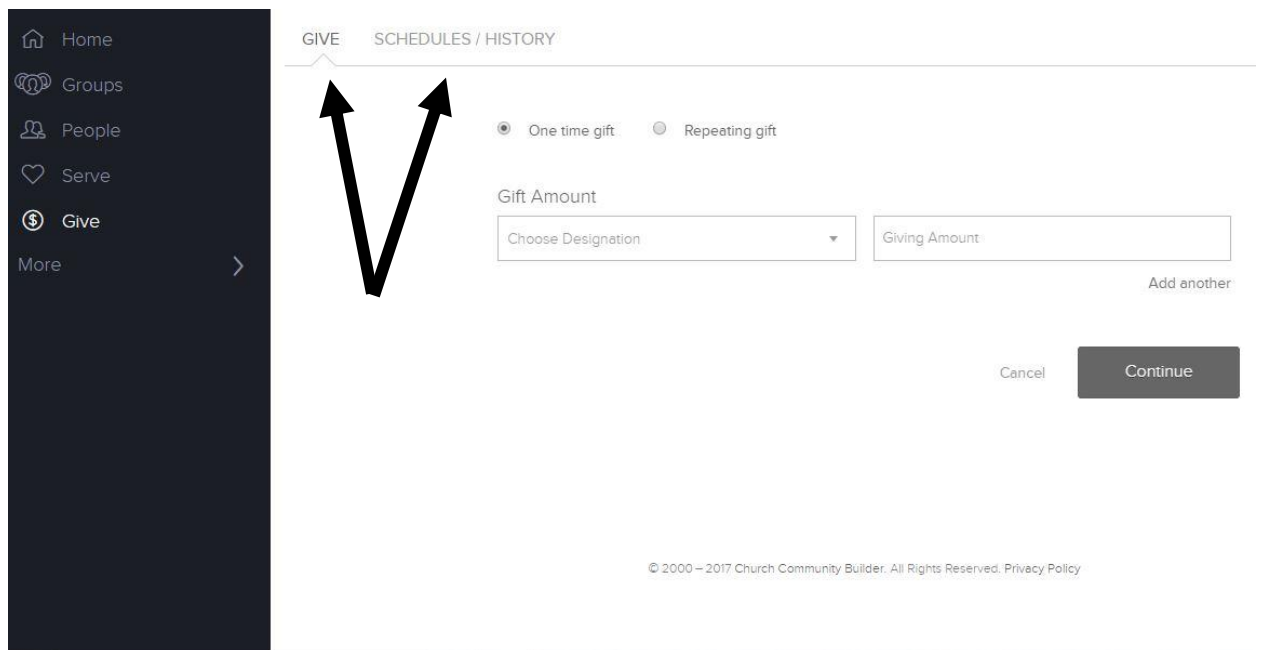 Home
Groups
People
Serve
Give
More
GIVE SCHEDULES / HISTORY
One time gift Repeating gift
Gift Amount
Choose Designation Giving Amount
Add another
Cancel Continue
© 2000 – 2017 Church Community Builder. All Rights Reserved. Privacy Policy